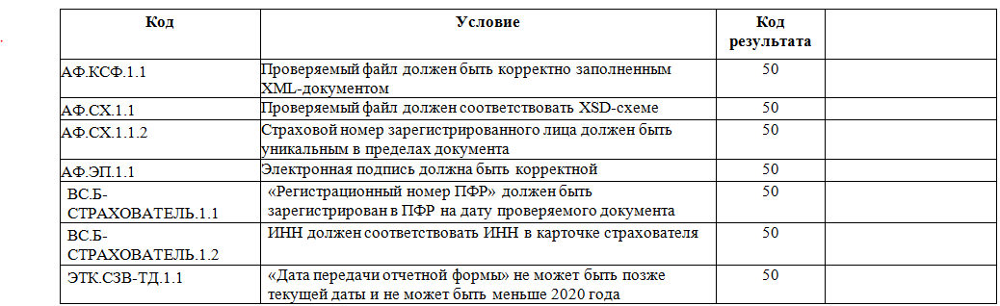 Код Условие Код
результата
АФ.КСФ.1.1 Проверяемый файл должен быть корректно заполненным 50
XML-документом
АФ.СХ.1.1 Проверяемый файл должен соответствовать XSD-схеме 50
АФ.СХ.1.1.2 Страховой номер зарегистрированного лица должен быть 50
уникальным в пределах документа
АФ.ЭП.1.1 Электронная подпись должна быть корректной 50
ВС.Б- «Регистрационный номер ПФР» должен быть 50
СТРАХОВАТЕЛЬ.1.1 зарегистрирован в ПФР на дату проверяемого документа
ВС.Б- ИНН должен соответствовать ИНН в карточке страхователя 50
СТРАХОВАТЕЛЬ.1.2
ЭТК.СЗВ-ТД.1.1 «Дата передачи отчетной формы» не может быть позже 50
текущей даты и не может быть меньше 2020 года